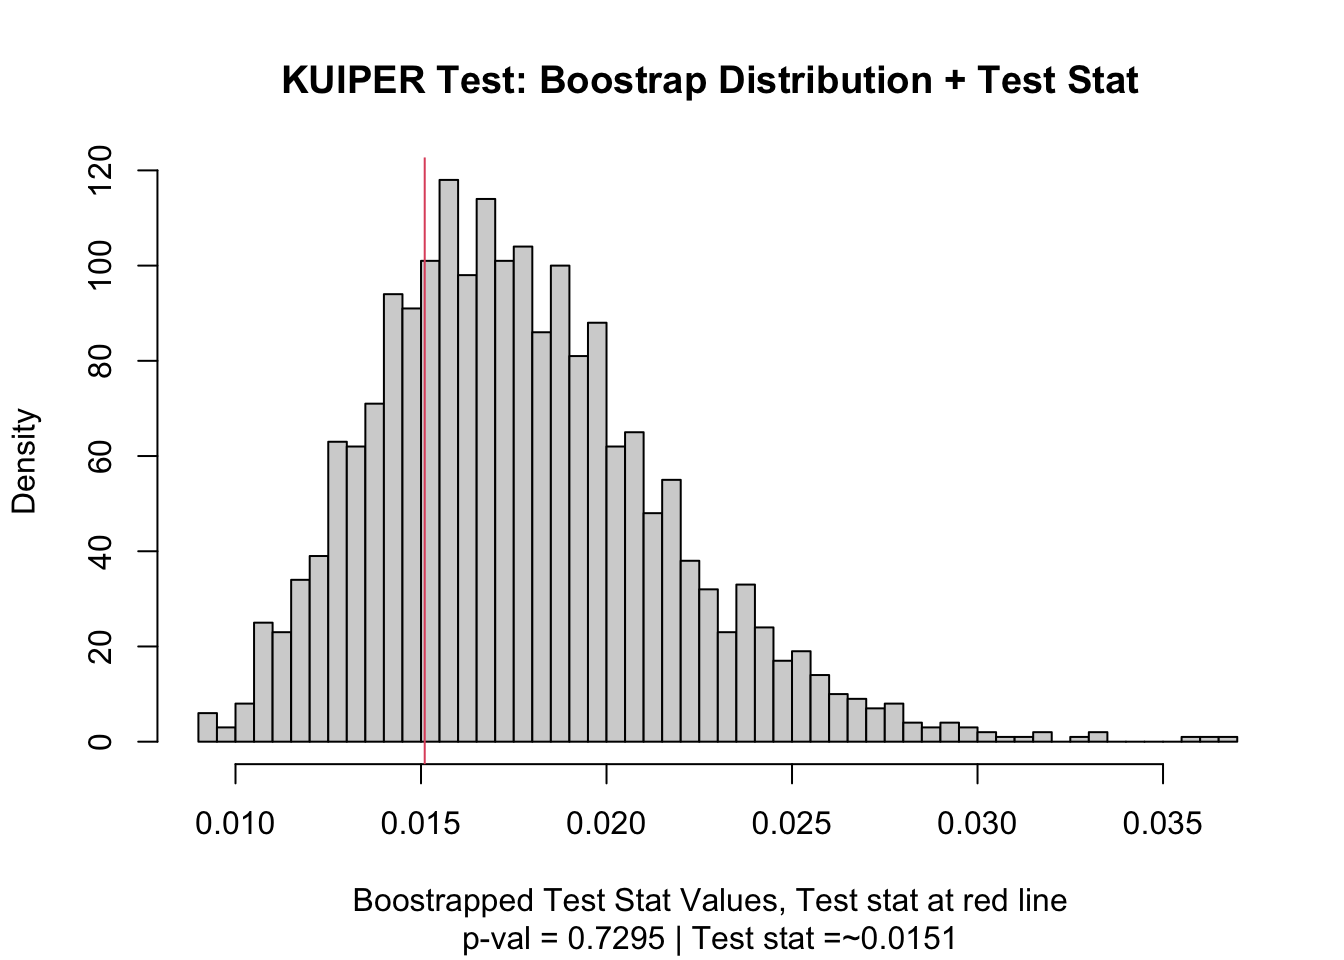 KUIPER Test: Boostrap Distribution + Test Stat
Density
120
100
80
60
40
20
0
0.010 0.015 0.020 0.025 0.030 0.035
Boostrapped Test Stat Values, Test stat at red line
p-val = 0.7295 | Test stat =~0.0151